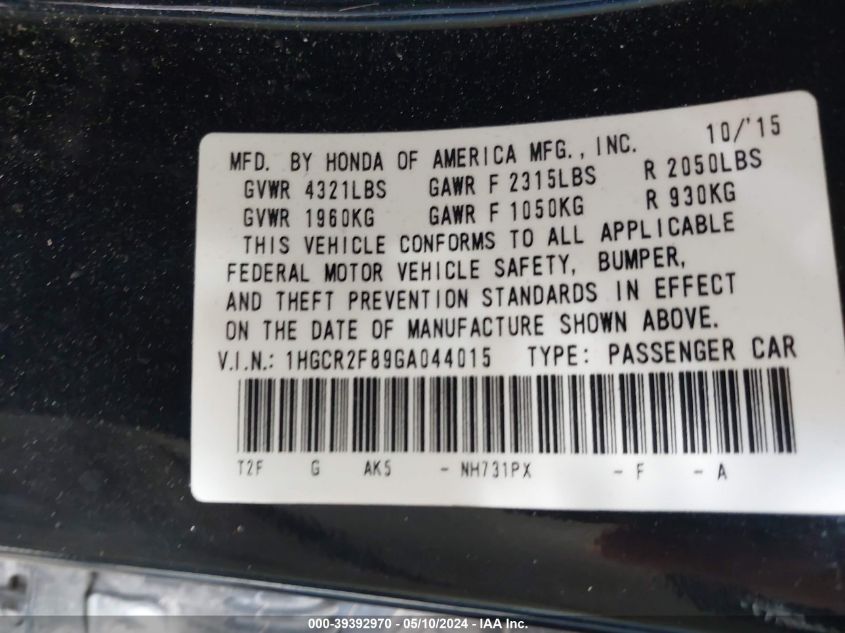 10/'15
MFD. BY HONDA OF AMERICA MFG., INC.
GVWR 4321LBS GAWR F 2315LBS R 2050LBS
GVWR 1960KG GAWR F 1050KG R 930KG
THIS VEHICLE CONFORMS TO ALL APPLICABLE
FEDERAL MOTOR VEHICLE SAFETY, BUMPER,
AND THEFT PREVENTION STANDARDS IN EFFECT
ON THE DATE OF MANUFACTURE SHOWN ABOVE.
V.I.N.: 1HGCR2F89GA044015 TYPE: PASSENGER CAR
T2F G AK5 - NH731PX - F - A
000-39392970 - 05/10/2024 - IAA Inc.